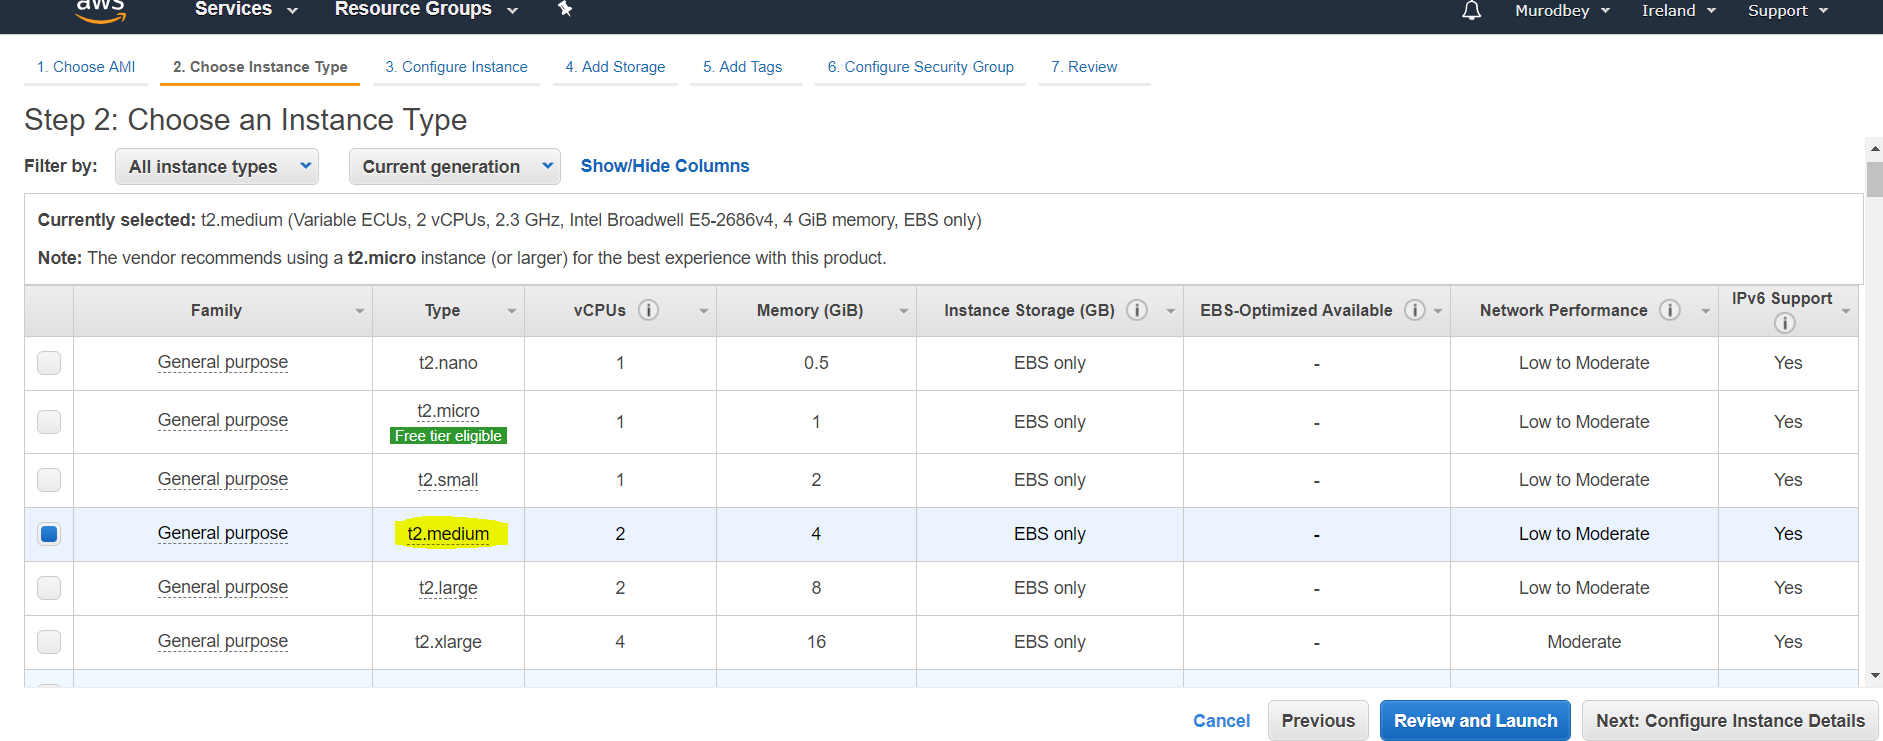 aws Services Resource Groups Murodbey Ireland Support
1. Choose AMI 2. Choose Instance Type 3. Configure Instance 4. Add Storage 5. Add Tags 6. Configure Security Group 7. Review
Step 2: Choose an Instance Type
Filter by: All instance types Current generation Show/Hide Columns
Currently selected: t2.medium (Variable ECUs, 2 vCPUs, 2.3 GHz, Intel Broadwell E5-2686v4, 4 GiB memory, EBS only)
Note: The vendor recommends using a t2.micro instance (or larger) for the best experience with this product.
Family Type vCPUs i Memory (GiB) Instance Storage (GB) i EBS-Optimized Available i Network Performance i IPv6 Support i
General purpose t2.nano 1 0.5 EBS only - Low to Moderate Yes
General purpose t2.micro 1 1 EBS only - Low to Moderate Yes
Free tier eligible
General purpose t2.small 1 2 EBS only - Low to Moderate Yes
General purpose t2.medium 2 4 EBS only - Low to Moderate Yes
General purpose t2.large 2 8 EBS only - Low to Moderate Yes
General purpose t2.xlarge 4 16 EBS only - Moderate Yes
Cancel Previous Review and Launch Next: Configure Instance Details